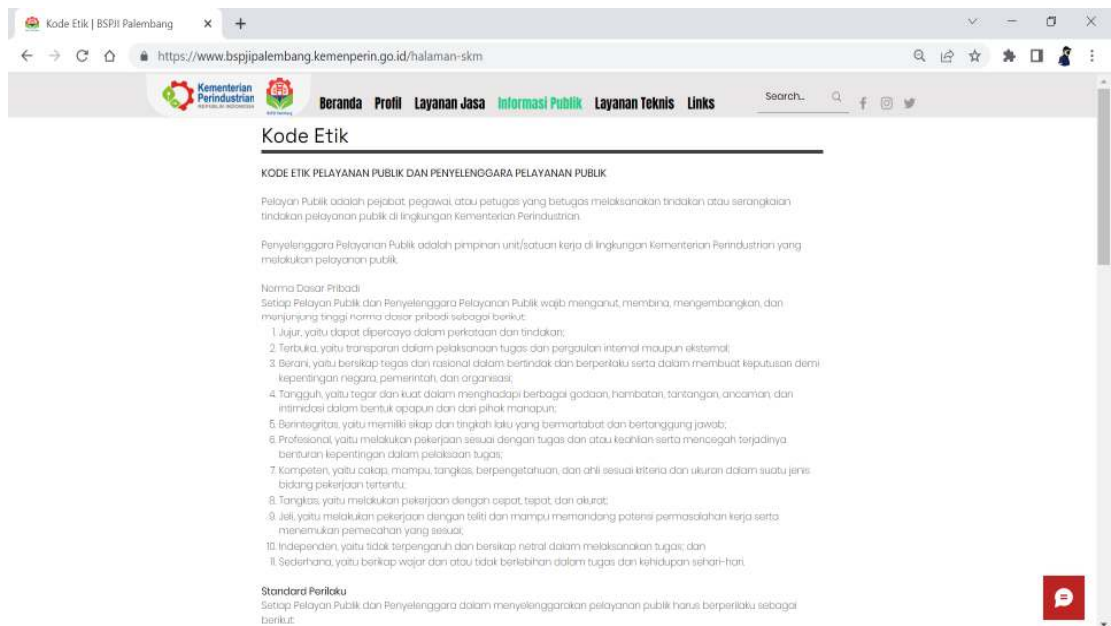 Kode Etik | BSPJI Palembang
https://www.bspjipalembang.kemenperin.go.id/halaman-skm
Kementerian
Perindustrian
REPUBLIK INDONESIA
Beranda Profil Layanan Jasa Informasi Publik Layanan Teknis Links
Search..
Kode Etik
KODE ETIK PELAYANAN PUBLIK DAN PENYELENGGARA PELAYANAN PUBLIK
Pelayan Publik adalah pejabat, pegawai, atau petugas yang betugas melaksanakan tindakan atau serangkaian
tindakan pelayanan publik di lingkungan Kementerian Perindustrian.
Penyelenggara Pelayanan Publik adalah pimpinan unit/satuan kerja di lingkungan Kementerian Perindustrian yang
melakukan pelayanan publik.
Norma Dasar Pribadi
Setiap Pelayan Publik dan Penyelenggara Pelayanan Publik wajib menganut, membina, mengembangkan, dan
menjunjung tinggi norma dasar pribadi sebagai berikut:
1. Jujur, yaitu dapat dipercaya dalam perkataan dan tindakan;
2. Terbuka, yaitu transparan dalam pelaksanaan tugas dan pergaulan internal maupun eksternal;
3. Berani, yaitu bersikap tegas dan rasional dalam bertindak dan berperilaku serta dalam membuat keputusan demi
kepentingan negara, pemerintah, dan organisasi;
4. Tangguh, yaitu tegar dan kuat dalam menghadapi berbagai godaan, hambatan, tantangan, ancaman, dan
intimidasi dalam bentuk apapun dan dari pihak manapun;
5. Berintegritas, yaitu memiliki sikap dan tingkah laku yang bermartabat dan bertanggung jawab;
6. Profesional, yaitu melakukan pekerjaan sesuai dengan tugas dan atau keahlian serta mencegah terjadinya
benturan kepentingan dalam pelaksaan tugas;
7. Kompeten, yaitu cakap, mampu, tangkas, berpengetahuan, dan ahli sesuai kriteria dan ukuran dalam suatu jenis
bidang pekerjaan tertentu;
8. Tangkas, yaitu melakukan pekerjaan dengan cepat, tepat, dan akurat;
9. Jeli, yaitu melakukan pekerjaan dengan teliti dan mampu memandang potensi permasalahan kerja serta
menemukan pemecahan yang sesuai;
10. Independen, yaitu tidak terpengaruh dan bersikap netral dalam melaksanakan tugas; dan
11. Sederhana, yaitu berikap wajar dan atau tidak berlebihan dalam tugas dan kehidupan sehari-hari.
Standard Perilaku
Setiap Pelayan Publik dan Penyelenggara dalam menyelenggarakan pelayanan publik harus berperilaku sebagai
berikut: